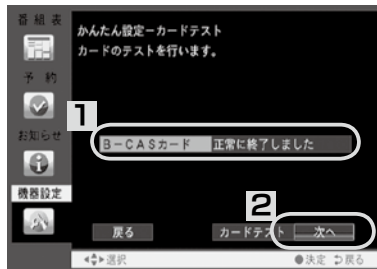 番組表
かんたん設定－カードテスト
カードのテストを行います。
予約
1
お知らせ
B－CASカード 正常に終了しました
機器設定
2
戻る カードテスト 次へ
選択 決定 戻る